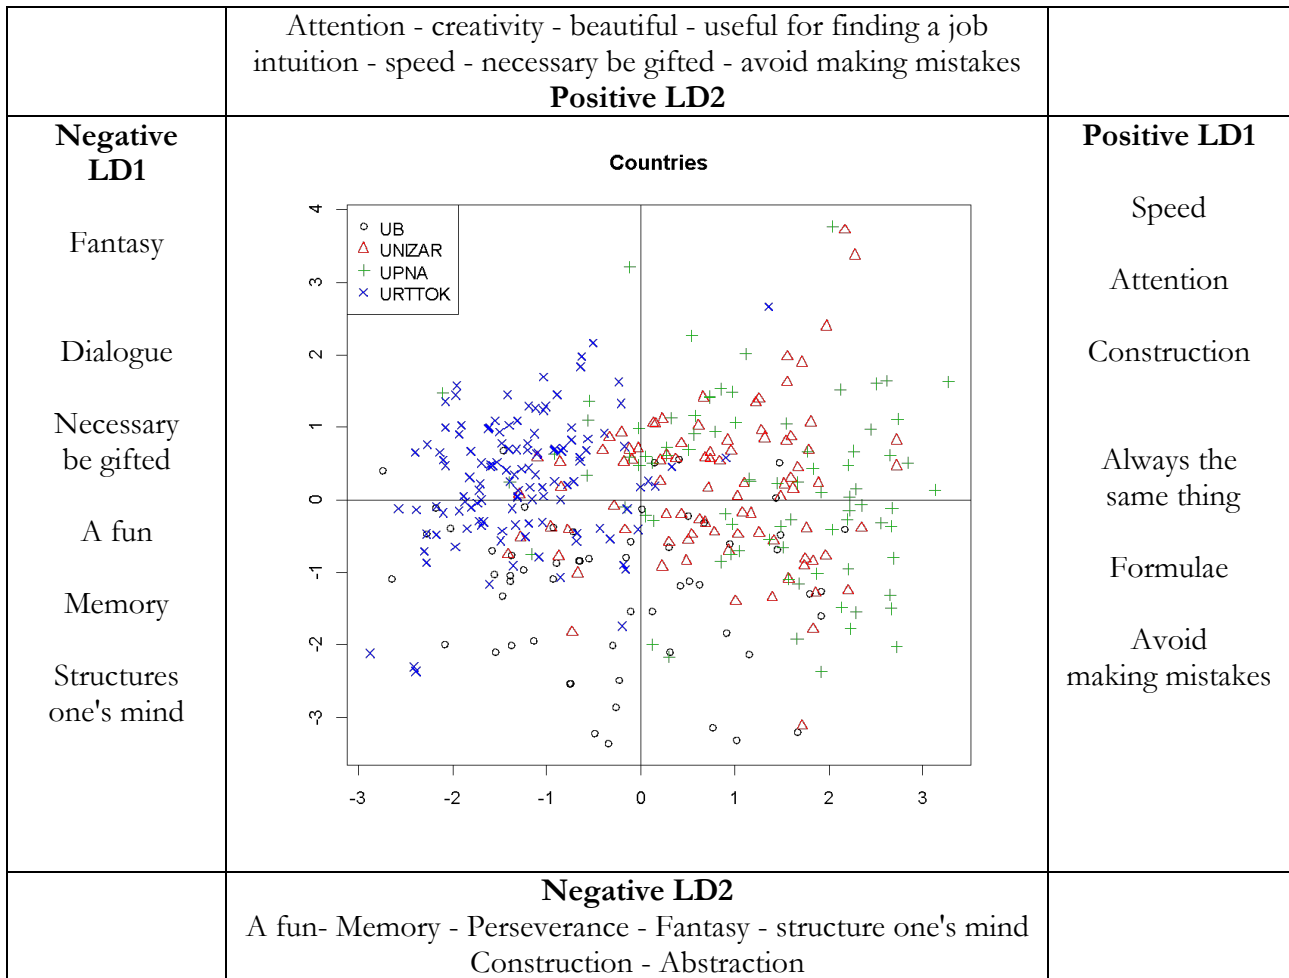 Attention - creativity - beautiful - useful for finding a job
intuition - speed - necessary be gifted - avoid making mistakes
Positive LD2
Negative
LD1
Fantasy
Dialogue
Necessary
be gifted
A fun
Memory
Structures
one's mind
Countries
UB
UNIZAR
UPNA
URTTOK
4
3
2
1
0
-1
-2
-3
-3
-2
-1
0
1
2
3
Positive LD1
Speed
Attention
Construction
Always the
same thing
Formulae
Avoid
making mistakes
Negative LD2
A fun- Memory - Perseverance - Fantasy - structure one's mind
Construction - Abstraction